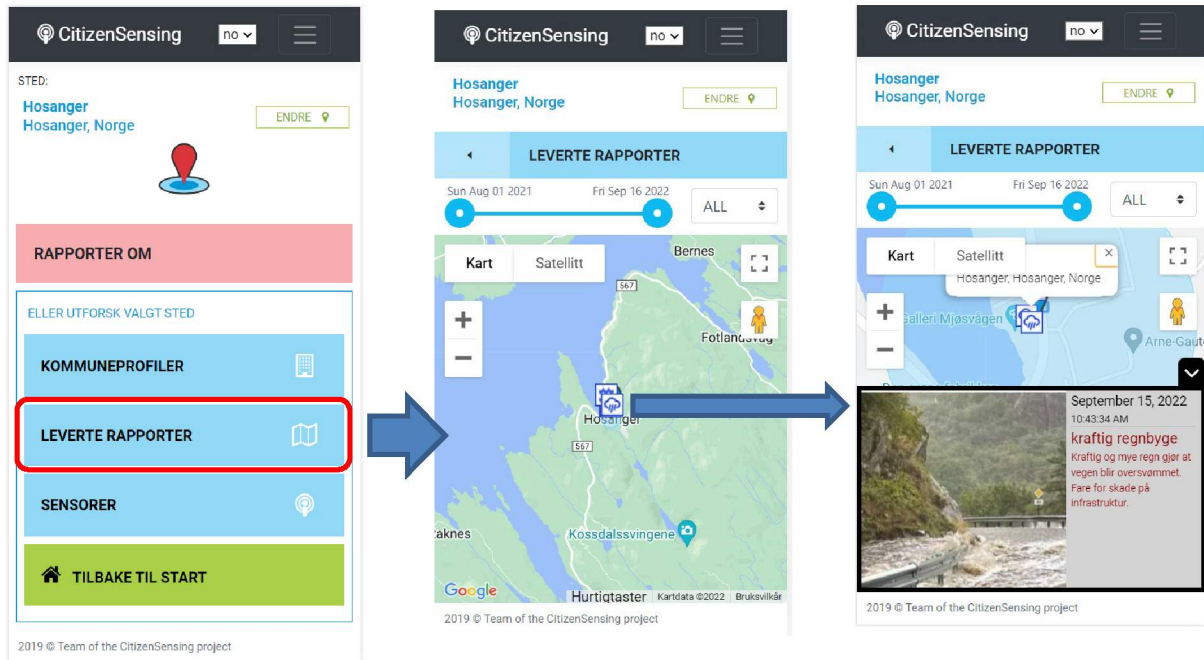 CitizenSensing no
STED:
Hosanger
Hosanger, Norge
ENDRE
RAPPORTER OM
ELLER UTFORSK VALGT STED
KOMMUNEPROFILER
LEVERTE RAPPORTER
SENSORER
TILBAKE TIL START
2019 © Team of the CitizenSensing project
CitizenSensing no
Hosanger
Hosanger, Norge
ENDRE
LEVERTE RAPPORTER
Sun Aug 01 2021 Fri Sep 16 2022
ALL
Kart Satellitt
Bernes
567
Hosanger
567
Kossdalssvingene
Google
Hurtigtaster Kartdata ©2022 Bruksvilkår
2019 © Team of the CitizenSensing project
CitizenSensing no
Hosanger
Hosanger, Norge
ENDRE
LEVERTE RAPPORTER
Sun Aug 01 2021 Fri Sep 16 2022
ALL
Kart Satellitt
Hosanger, Hosanger, Norge
Galleri Mjøsvågen
Arne-Gaut
September 15, 2022
10:43:34 AM
kraftig regnbyge
Kraftig og mye regn gjør at
vegen blir oversvømmet.
Fare for skade på
infrastruktur.
2019 © Team of the CitizenSensing project